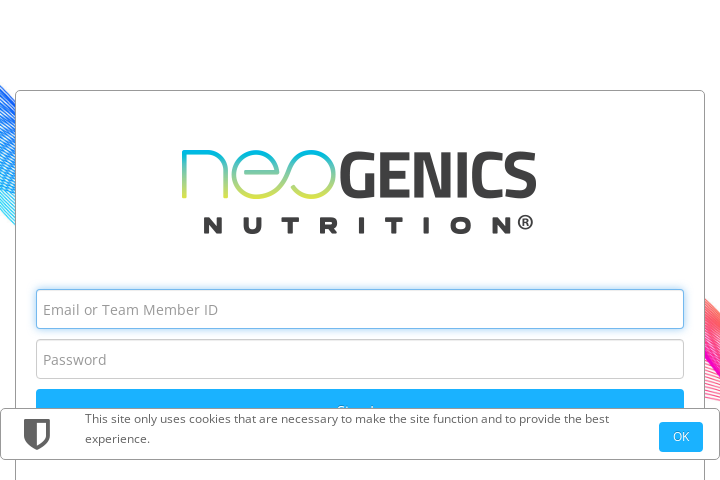 neoGENICS
NUTRITION®
Email or Team Member ID
Password
This site only uses cookies that are necessary to make the site function and to provide the best
experience.
OK